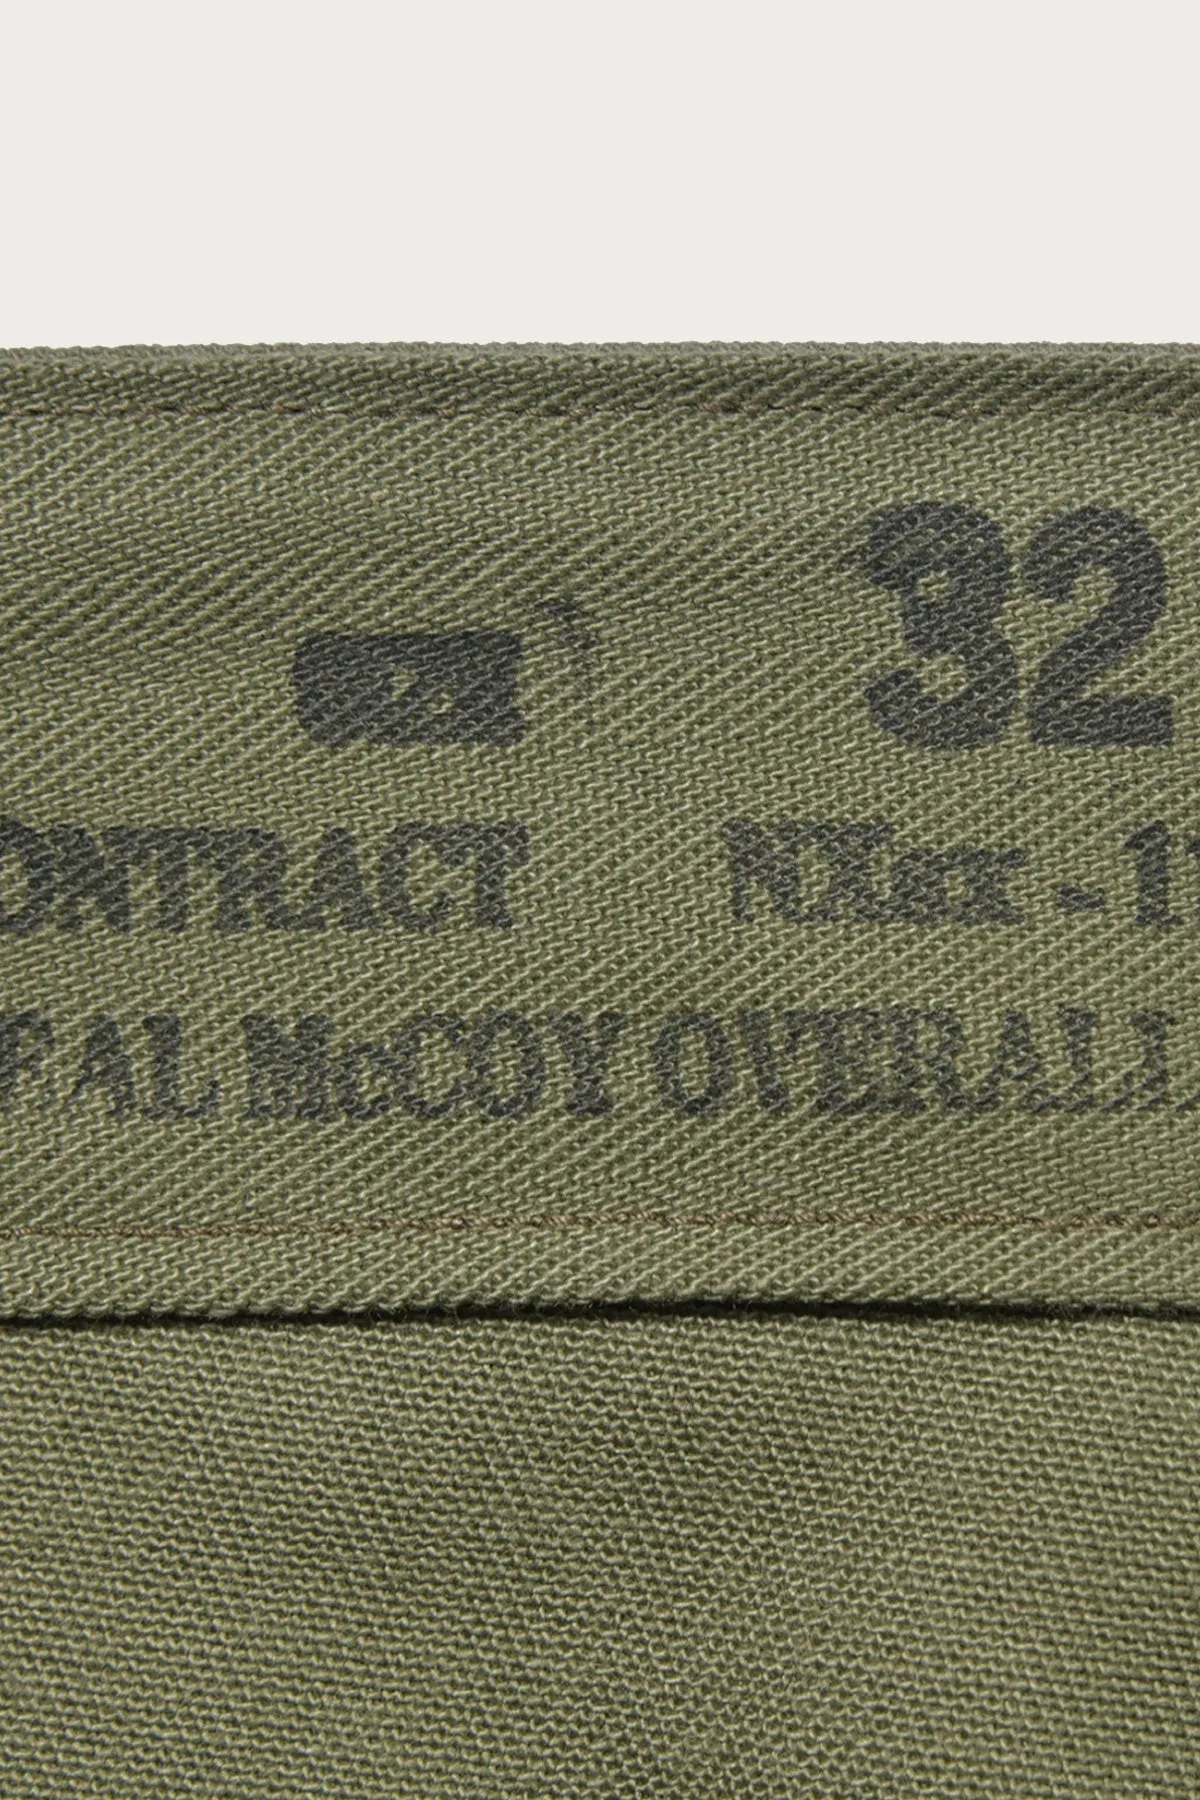 32
ONTRACT NXsx -1
EAL McCOY OVERALL